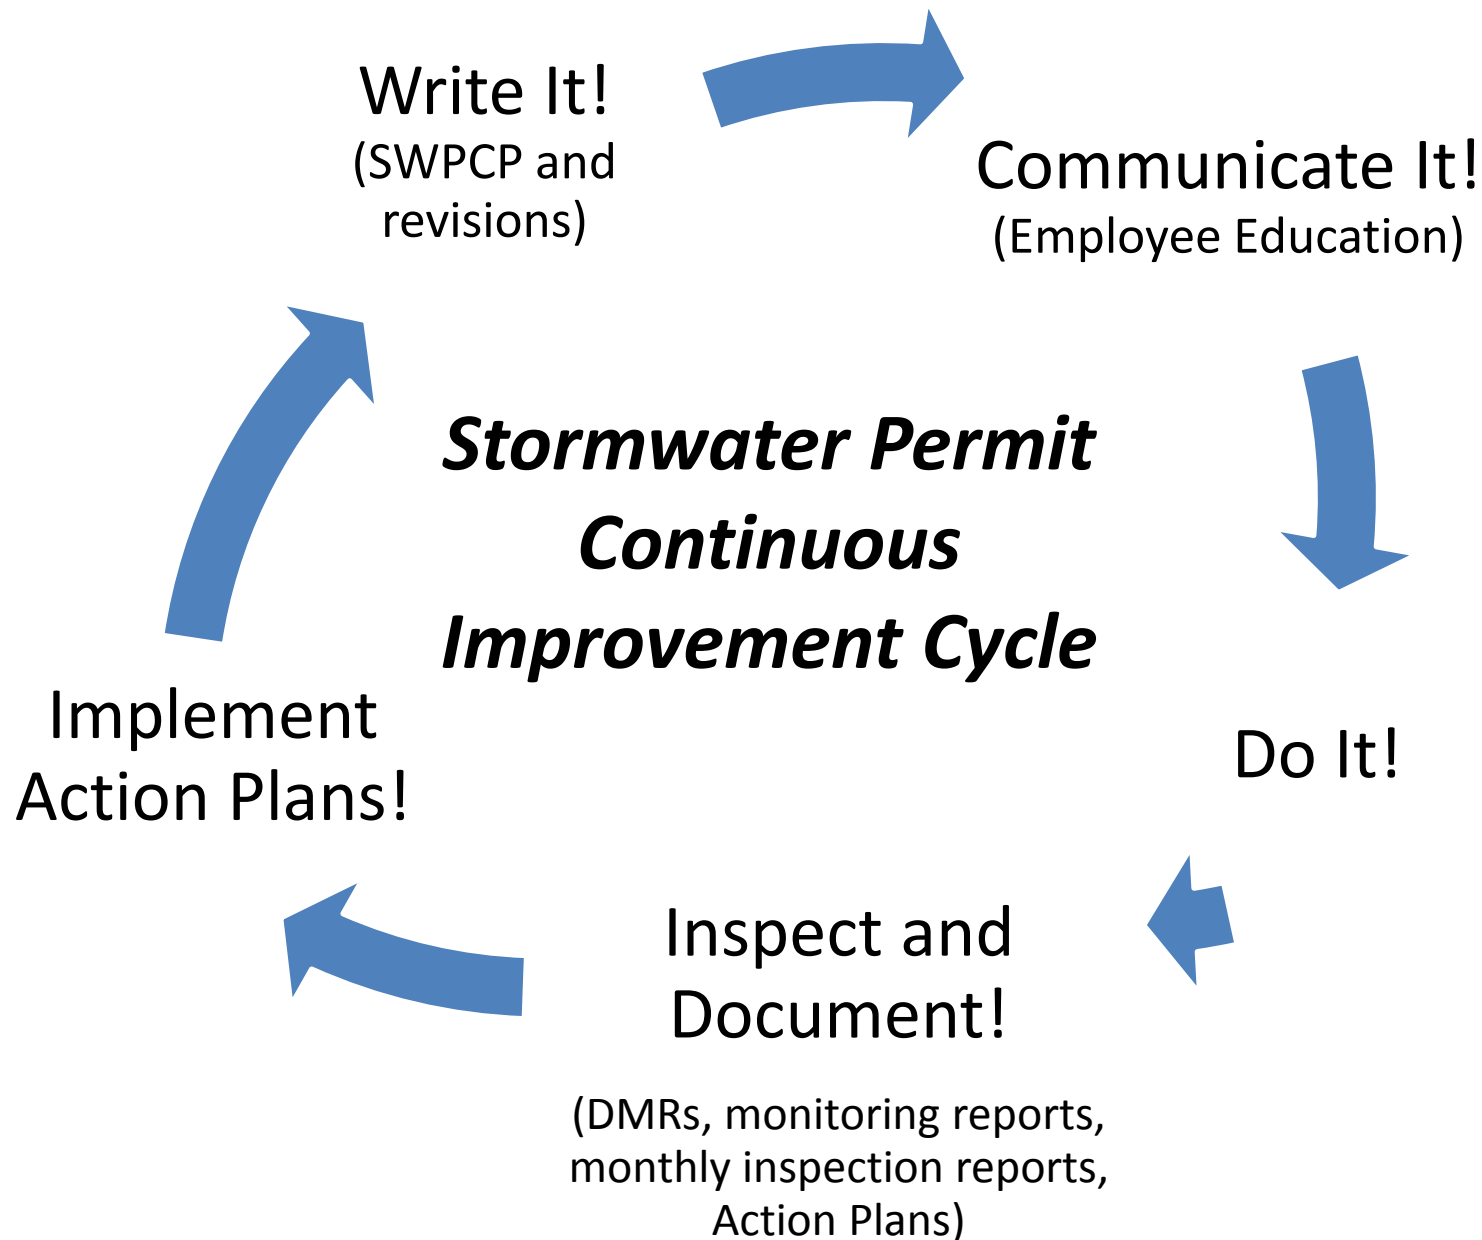 Write It!
(SWPCP and
revisions)
Communicate It!
(Employee Education)
Stormwater Permit
Continuous
Improvement Cycle
Do It!
Inspect and
Document!
(DMRs, monitoring reports,
monthly inspection reports,
Action Plans)
Implement
Action Plans!